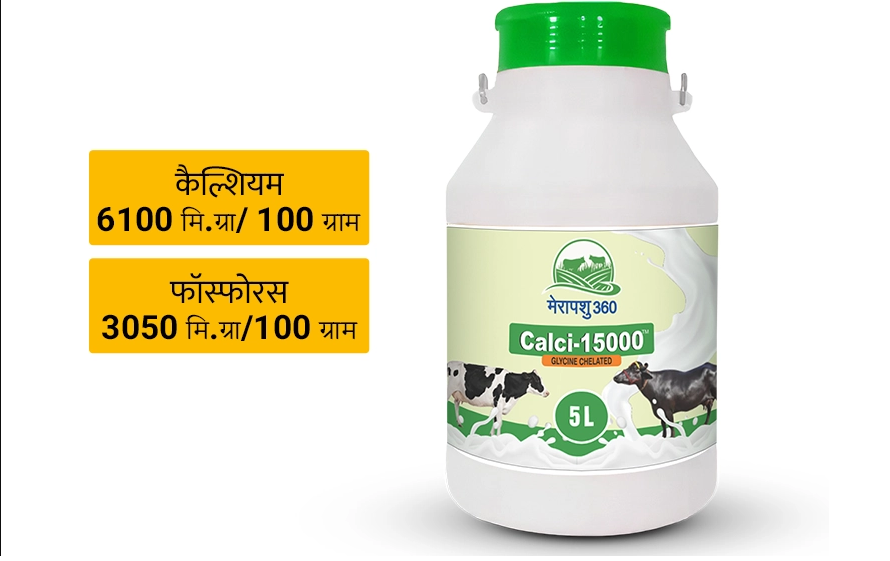 कैल्शियम
6100 मि.ग्रा/ 100 ग्राम
फॉस्फोरस
3050 मि.ग्रा/100 ग्राम
मेरापशु 360
Calci-15000™
GLYCINE CHELATED
5L